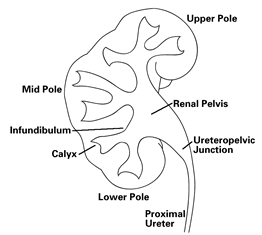 Upper Pole
Mid Pole
Renal Pelvis
Infundibulum
Ureteropelvic
Junction
Calyx
Lower Pole
Proximal
Ureter